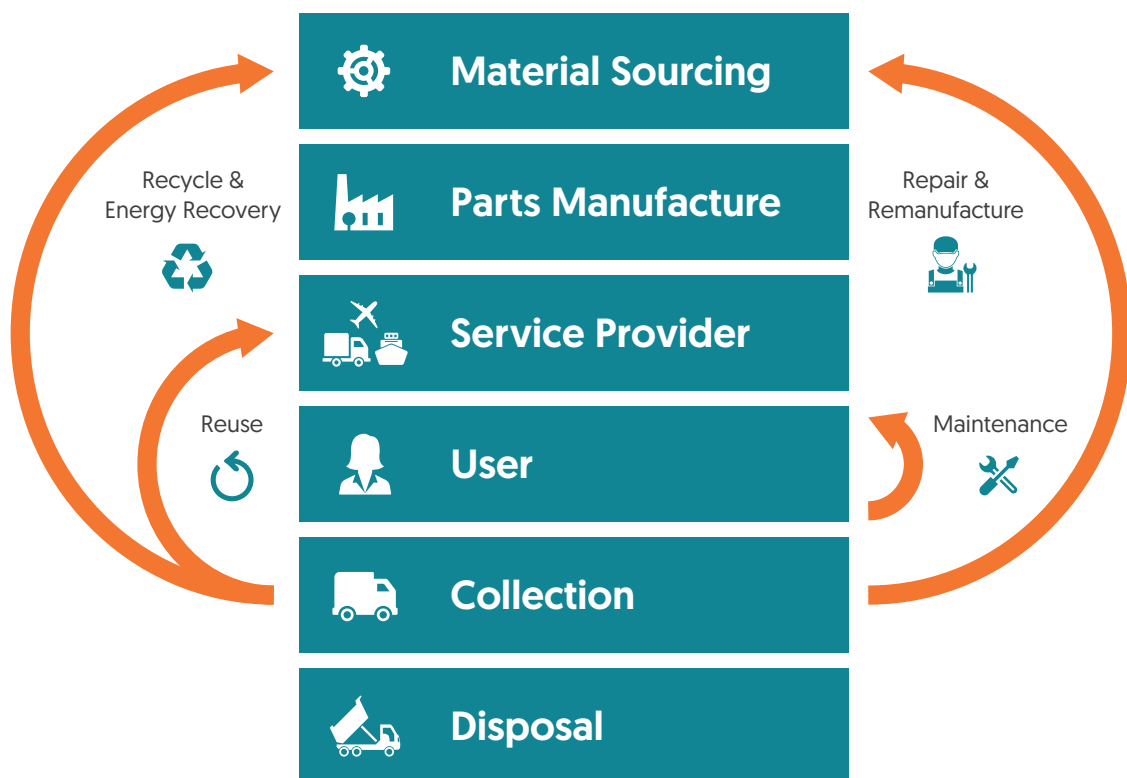 Material Sourcing
Recycle &
Energy Recovery
Parts Manufacture
Repair &
Remanufacture
Service Provider
Reuse
User
Maintenance
Collection
Disposal